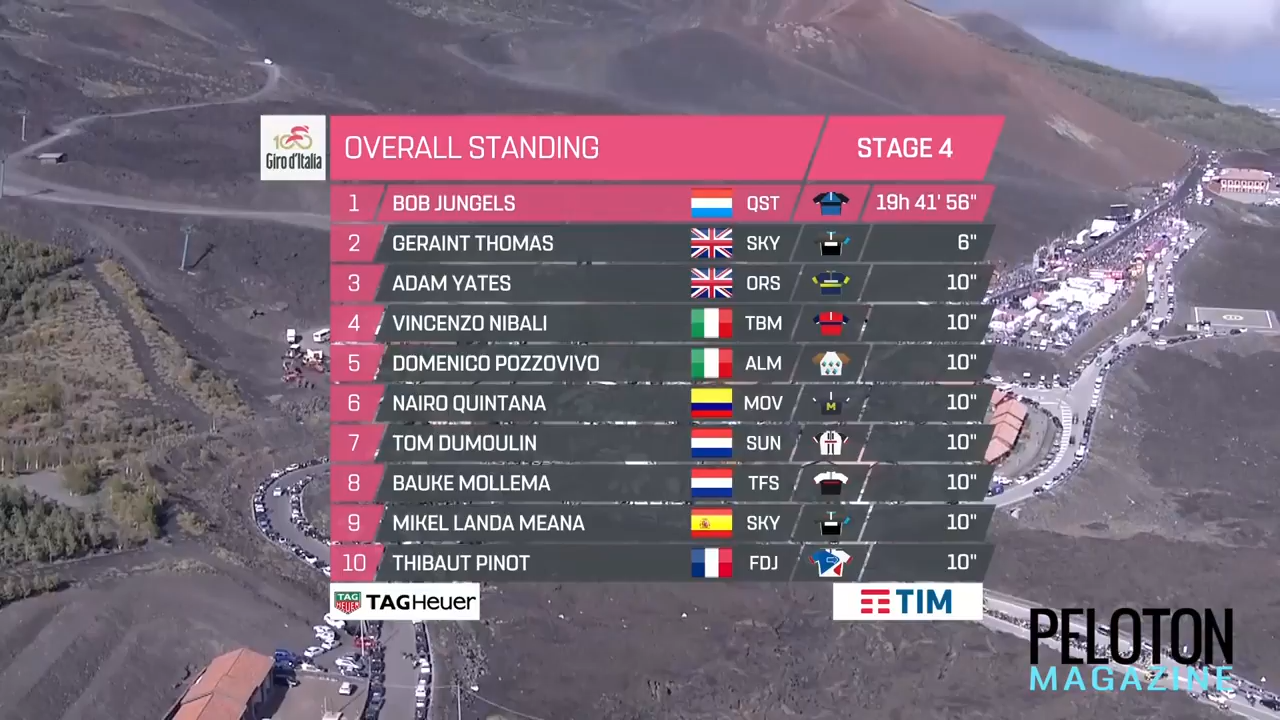 100
Giro d'Italia
OVERALL STANDING STAGE 4
1 BOB JUNGELS QST 19h 41' 56"
2 GERAINT THOMAS SKY 6"
3 ADAM YATES ORS 10"
4 VINCENZO NIBALI TBM 10"
5 DOMENICO POZZOVIVO ALM 10"
6 NAIRO QUINTANA MOV M 10"
7 TOM DUMOULIN SUN 10"
8 BAUKE MOLLEMA TFS 10"
9 MIKEL LANDA MEANA SKY 10"
10 THIBAUT PINOT FDJ 10"
TAG HEUER TAGHeuer TIM
PELOTON
MAGAZINE